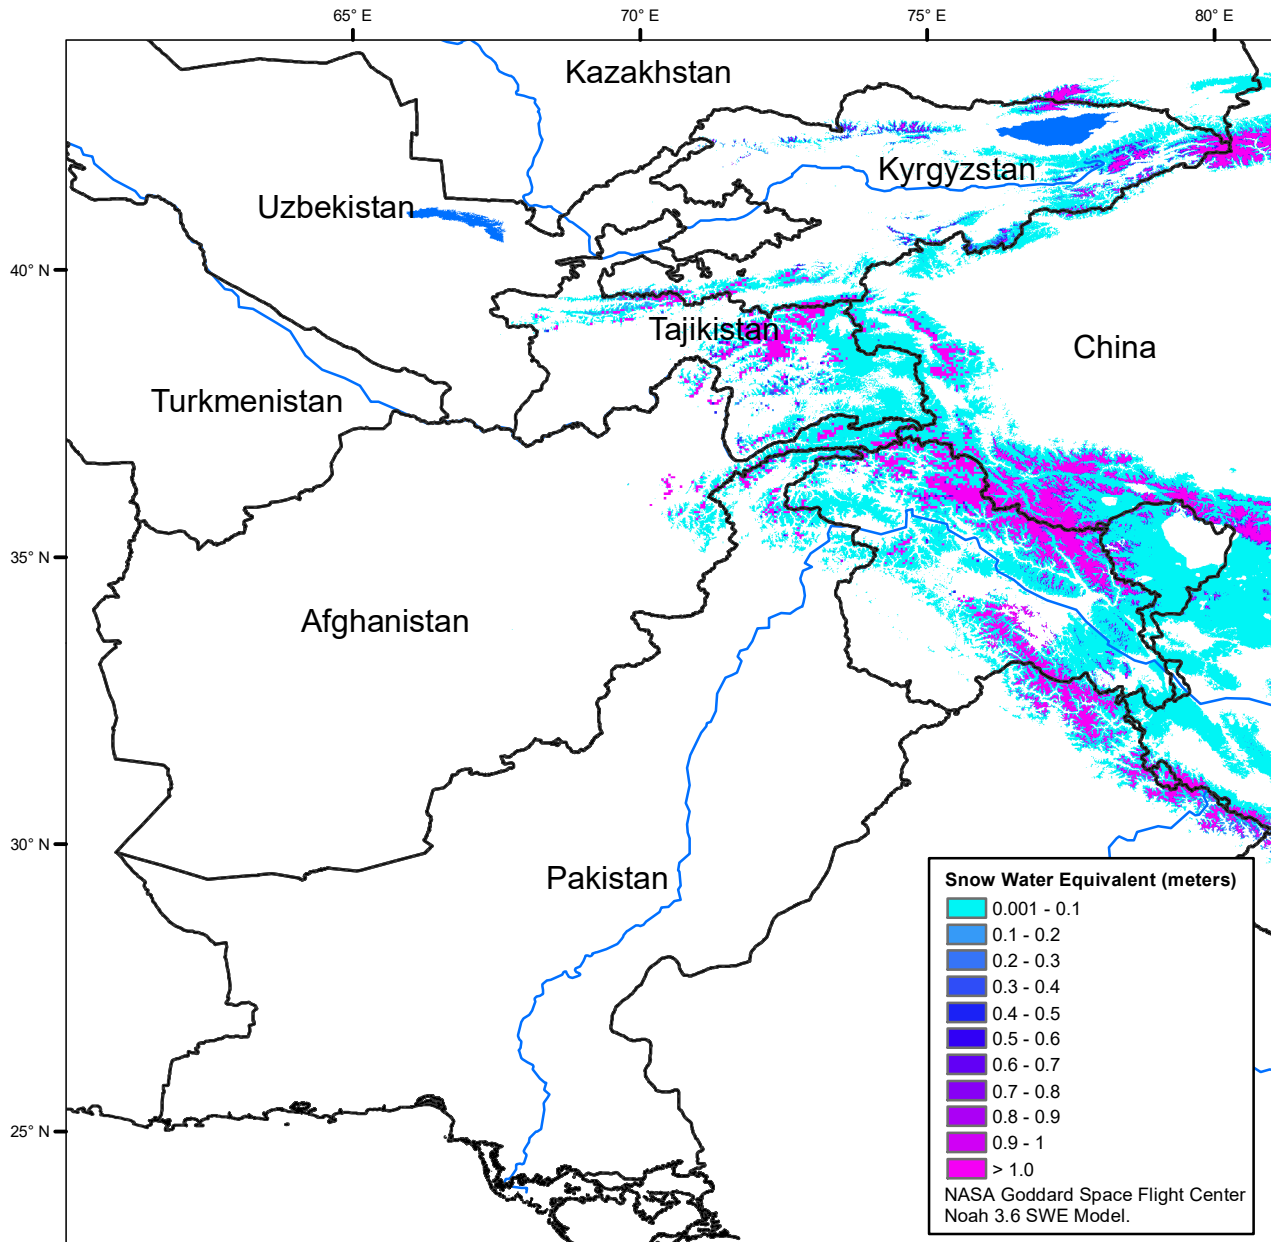 65° E
70° E
75° E
80° E
Kazakhstan
Kyrgyzstan
Uzbekistan
40° N
Tajikistan
China
Turkmenistan
35° N
Afghanistan
30° N
Pakistan
25° N
Snow Water Equivalent (meters)
0.001 - 0.1
0.1 - 0.2
0.2 - 0.3
0.3 - 0.4
0.4 - 0.5
0.5 - 0.6
0.6 - 0.7
0.7 - 0.8
0.8 - 0.9
0.9 - 1
> 1.0
NASA Goddard Space Flight Center
Noah 3.6 SWE Model.